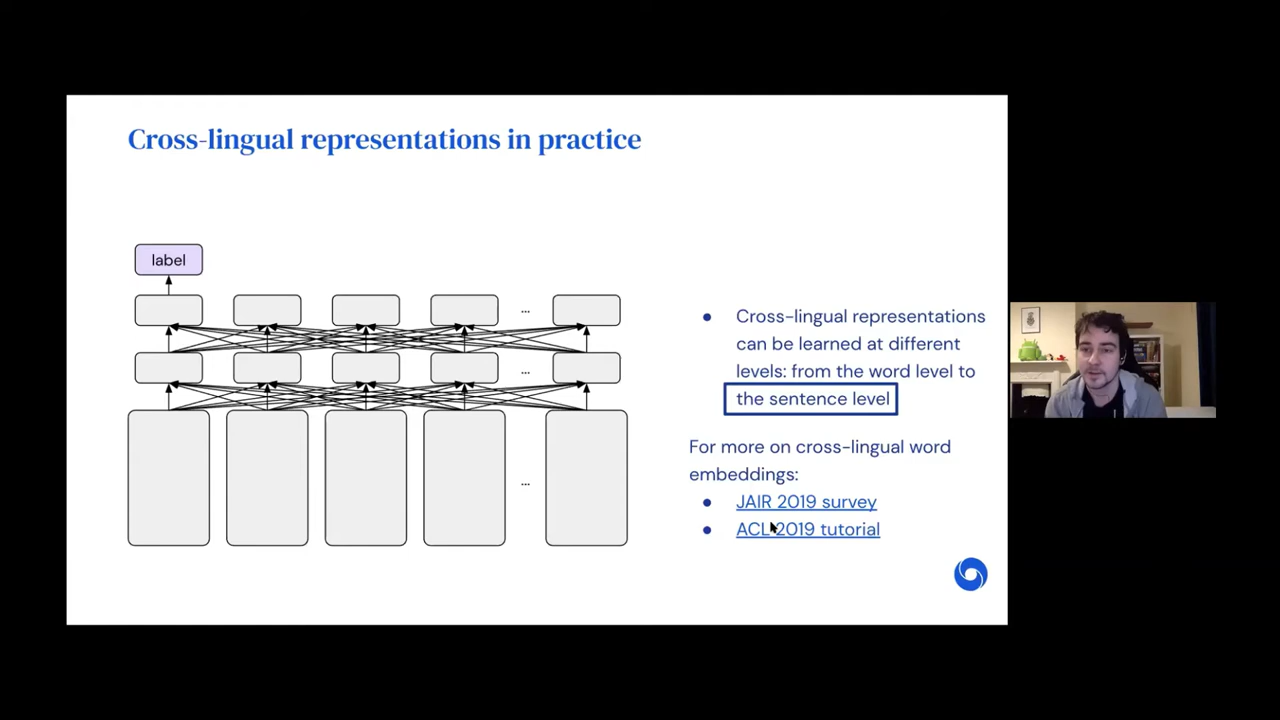 Cross-lingual representations in practice
label
...
...
...
● Cross-lingual representations
can be learned at different
levels: from the word level to
the sentence level
For more on cross-lingual word
embeddings:
● JAIR 2019 survey
● ACL 2019 tutorial